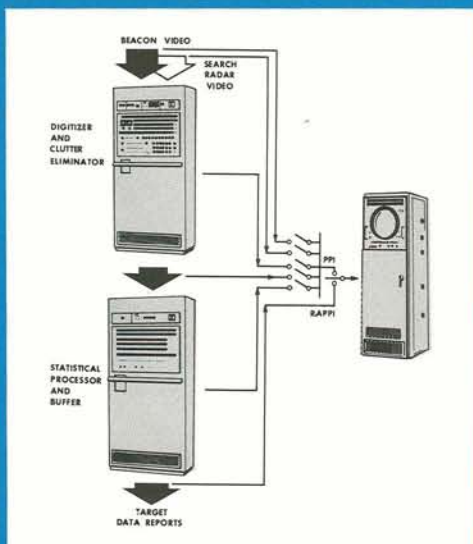 BEACON VIDEO
SEARCH
RADAR
VIDEO
DIGITIZER
AND
CLUTTER
ELIMINATOR
PPI
RAPPI
STATISTICAL
PROCESSOR
AND
BUFFER
TARGET
DATA REPORTS